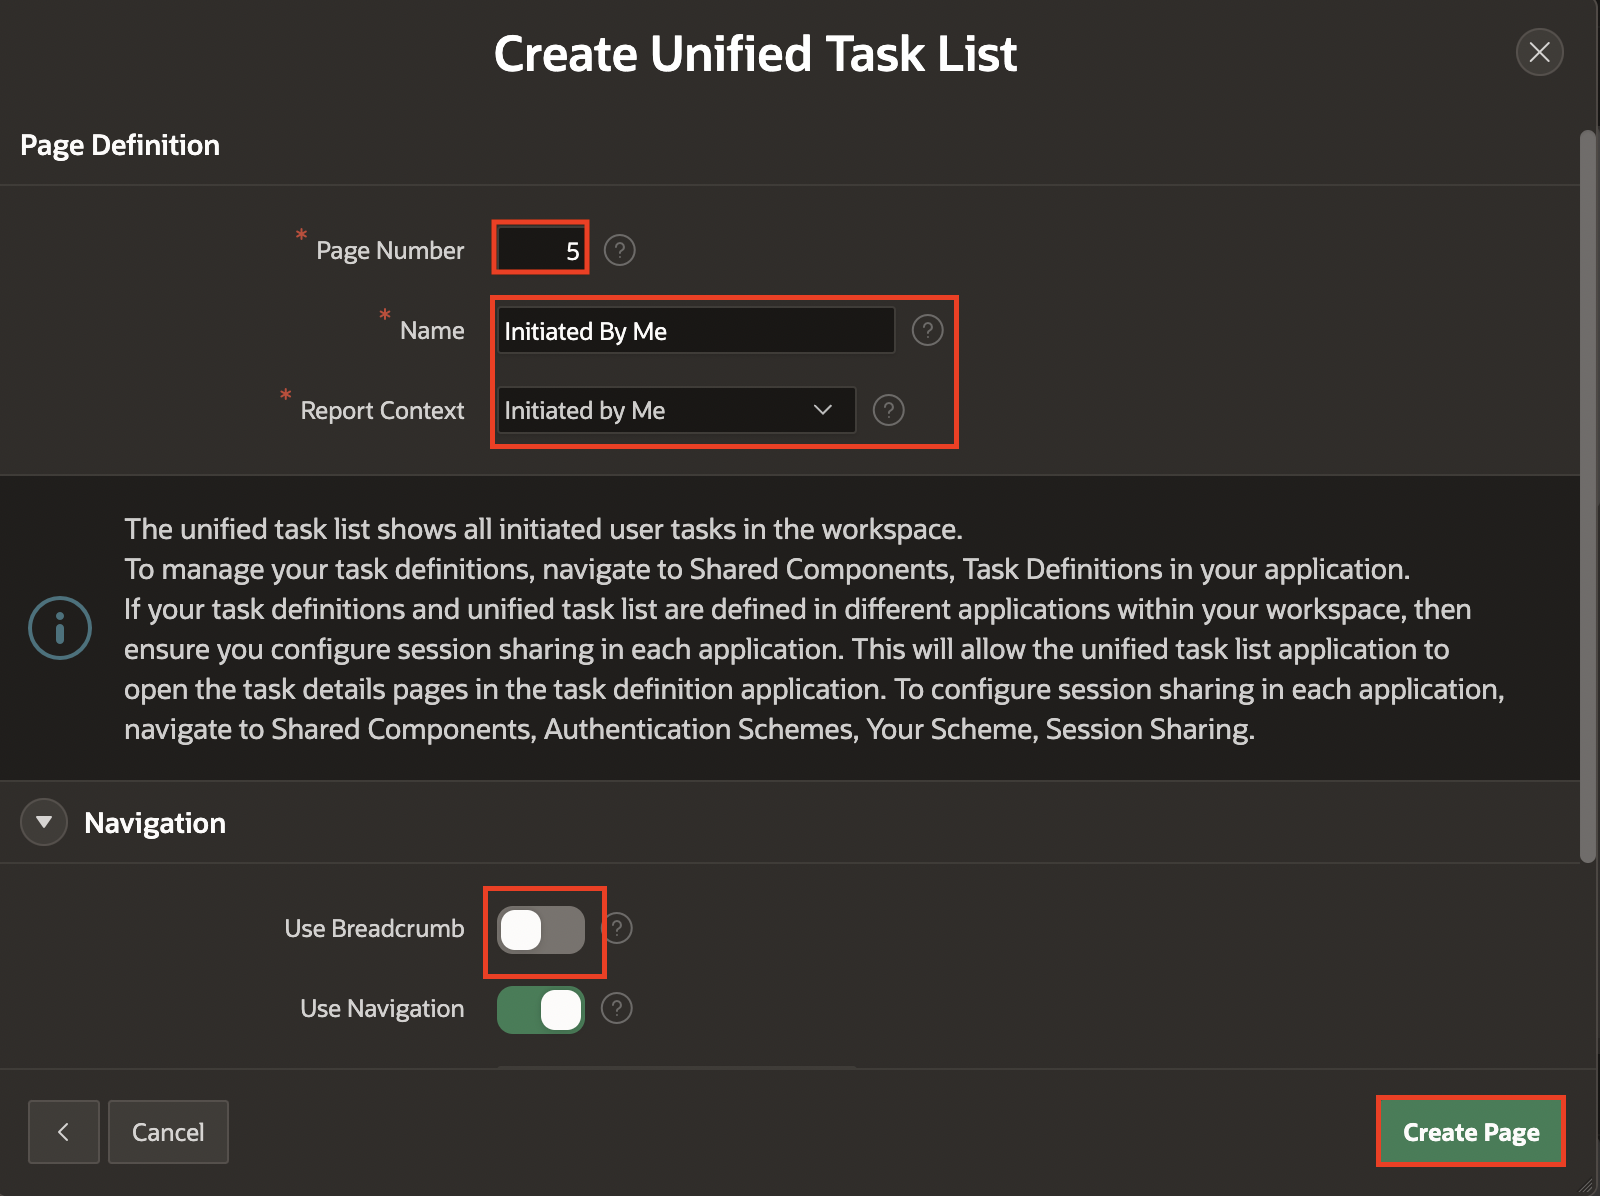 Create Unified Task List
Page Definition
* Page Number 5 ?
* Name Initiated By Me ?
* Report Context Initiated by Me ?
The unified task list shows all initiated user tasks in the workspace.
To manage your task definitions, navigate to Shared Components, Task Definitions in your application.
If your task definitions and unified task list are defined in different applications within your workspace, then
ensure you configure session sharing in each application. This will allow the unified task list application to
open the task details pages in the task definition application. To configure session sharing in each application,
navigate to Shared Components, Authentication Schemes, Your Scheme, Session Sharing.
Navigation
Use Breadcrumb ?
Use Navigation ?
Cancel
Create Page